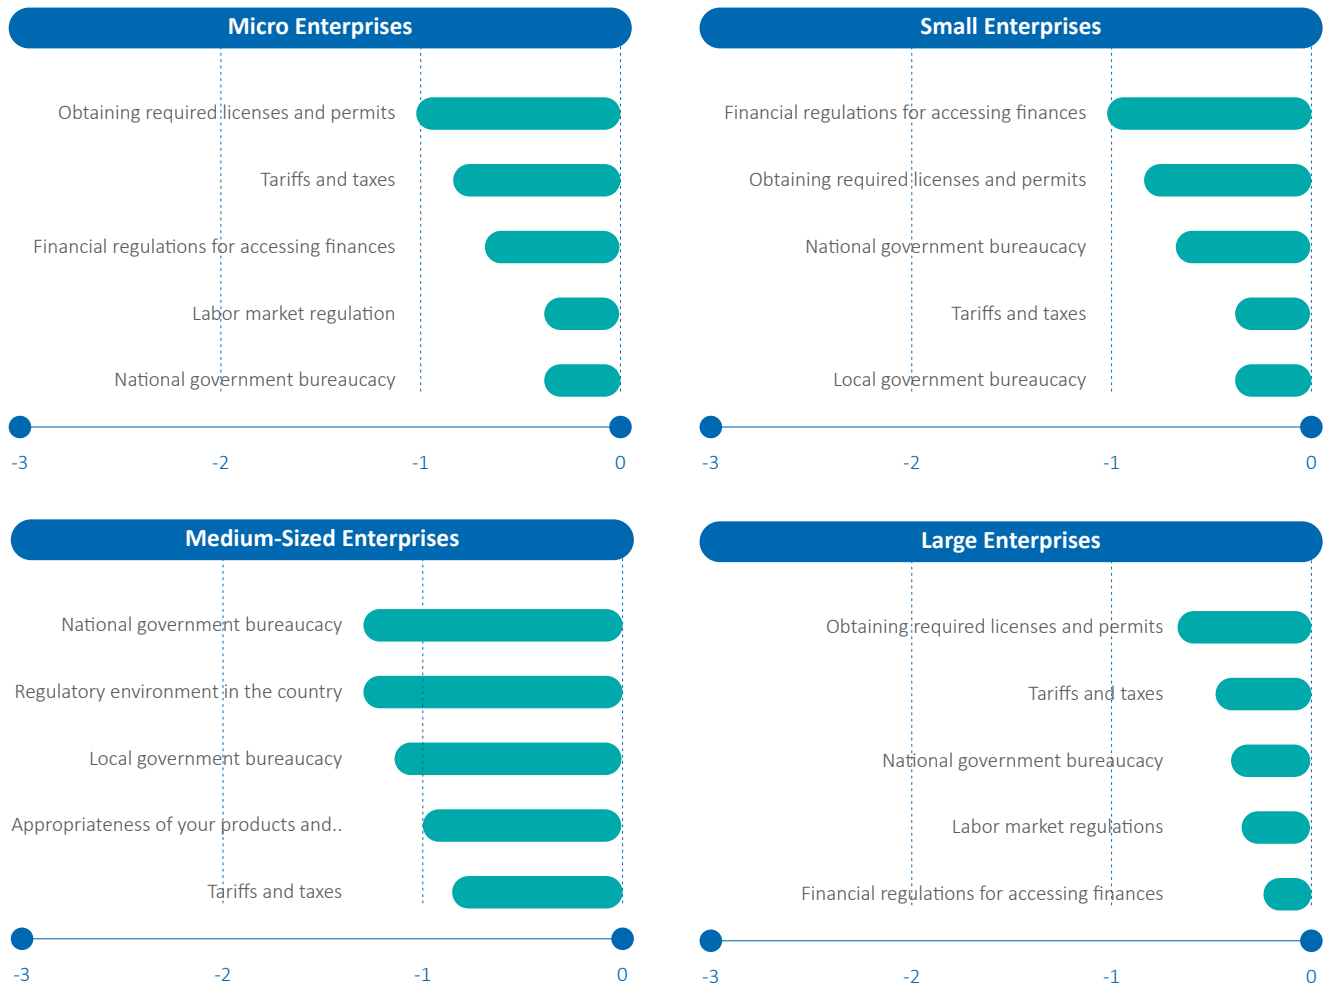 Micro Enterprises
Obtaining required licenses and permits
Tariffs and taxes
Financial regulations for accessing finances
Labor market regulation
National government bureaucacy
-3 -2 -1 0
Small Enterprises
Financial regulations for accessing finances
Obtaining required licenses and permits
National government bureaucacy
Tariffs and taxes
Local government bureaucacy
-3 -2 -1 0
Medium-Sized Enterprises
National government bureaucacy
Regulatory environment in the country
Local government bureaucacy
Appropriateness of your products and..
Tariffs and taxes
-3 -2 -1 0
Large Enterprises
Obtaining required licenses and permits
Tariffs and taxes
National government bureaucacy
Labor market regulations
Financial regulations for accessing finances
-3 -2 -1 0